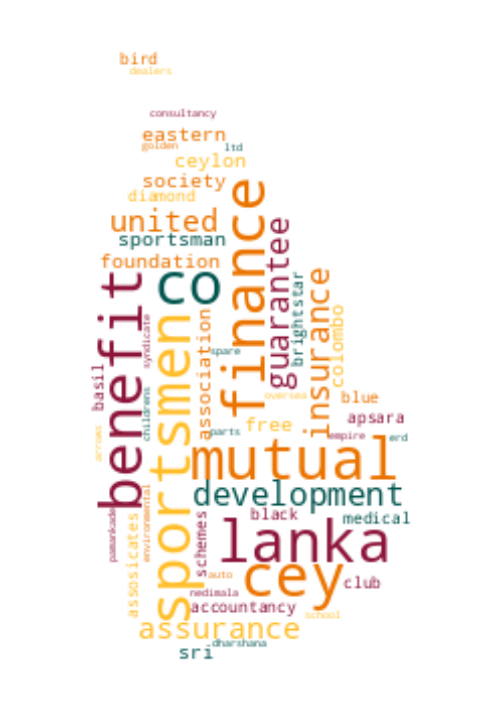 bird
dealers
consultancy
eastern
golden
ltd
ceylon
society
diamond
united
sportsman
foundation
co
finance
guarantee
benefit
sportsmen
brightstar
insurance
colombo
association
syndicate
spare
basil
childrens
overseas
blue
free
apsara
parts
empire
erd
arrows
mutual
development
black
medical
pamankade
environmental
assosicates
schemes
lanka
cey
auto
club
nedimala
accountancy
school
assurance
dharshana
sri